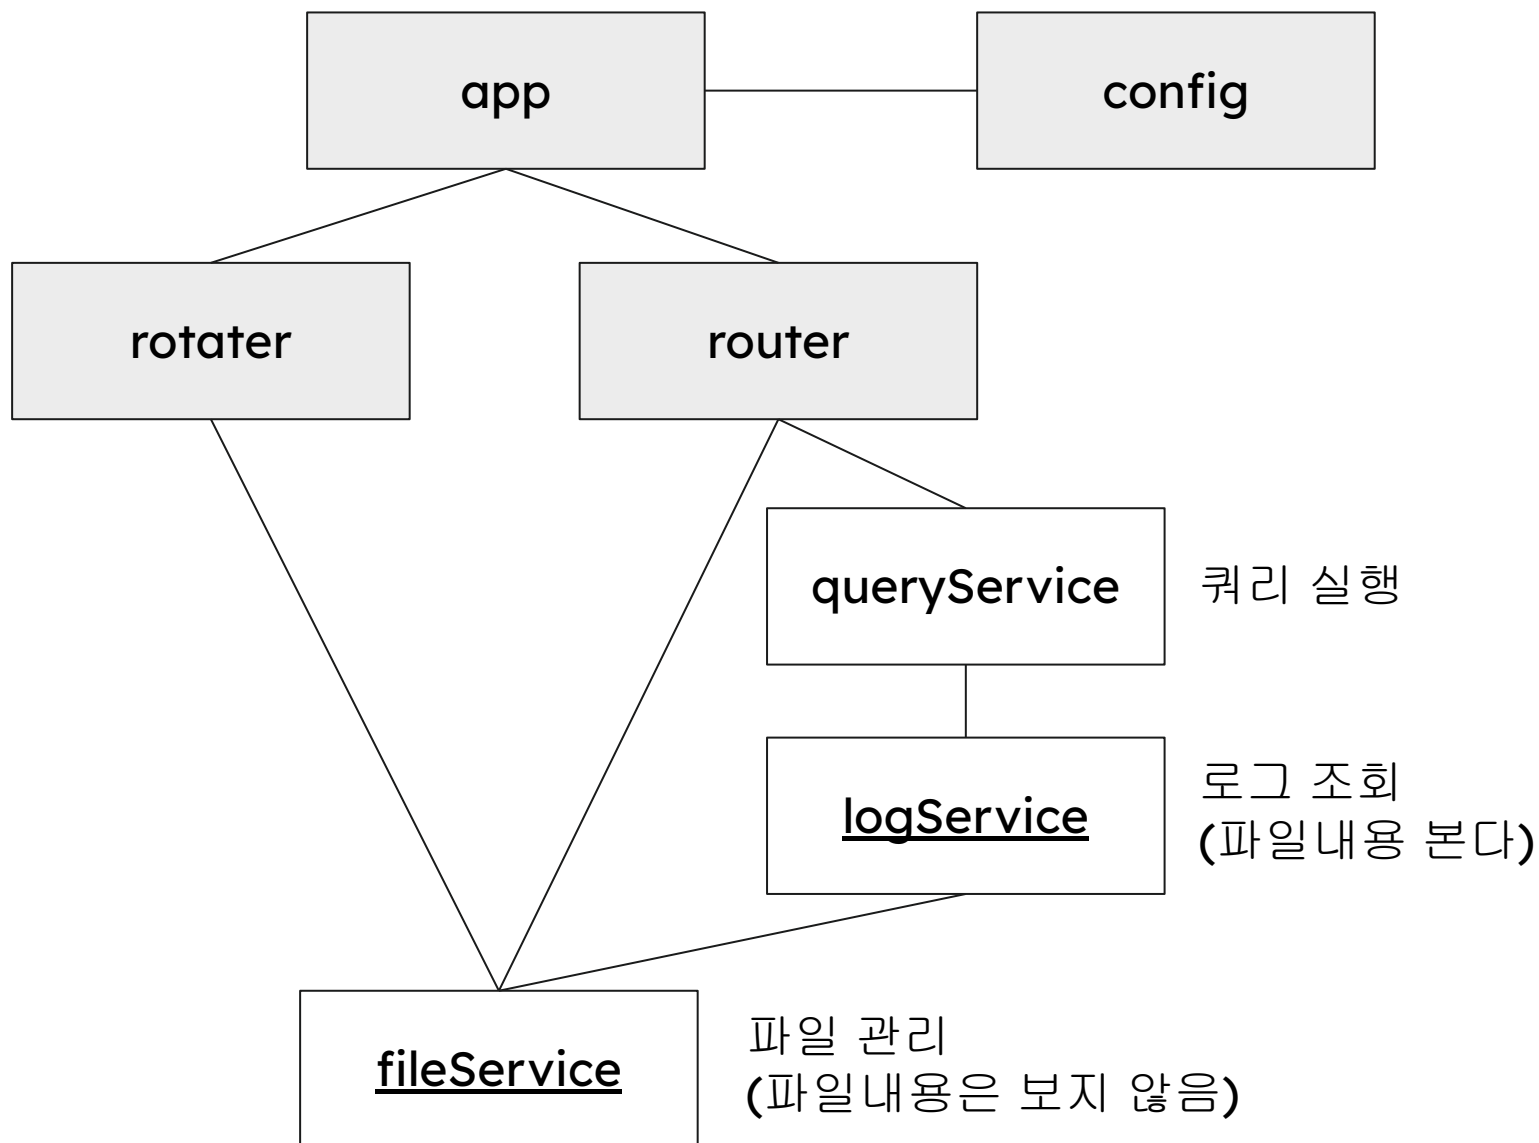 app
config
rotater
router
queryService
쿼리 실행
logService
로그 조회
(파일내용 본다)
fileService
파일 관리
(파일내용은 보지 않음)